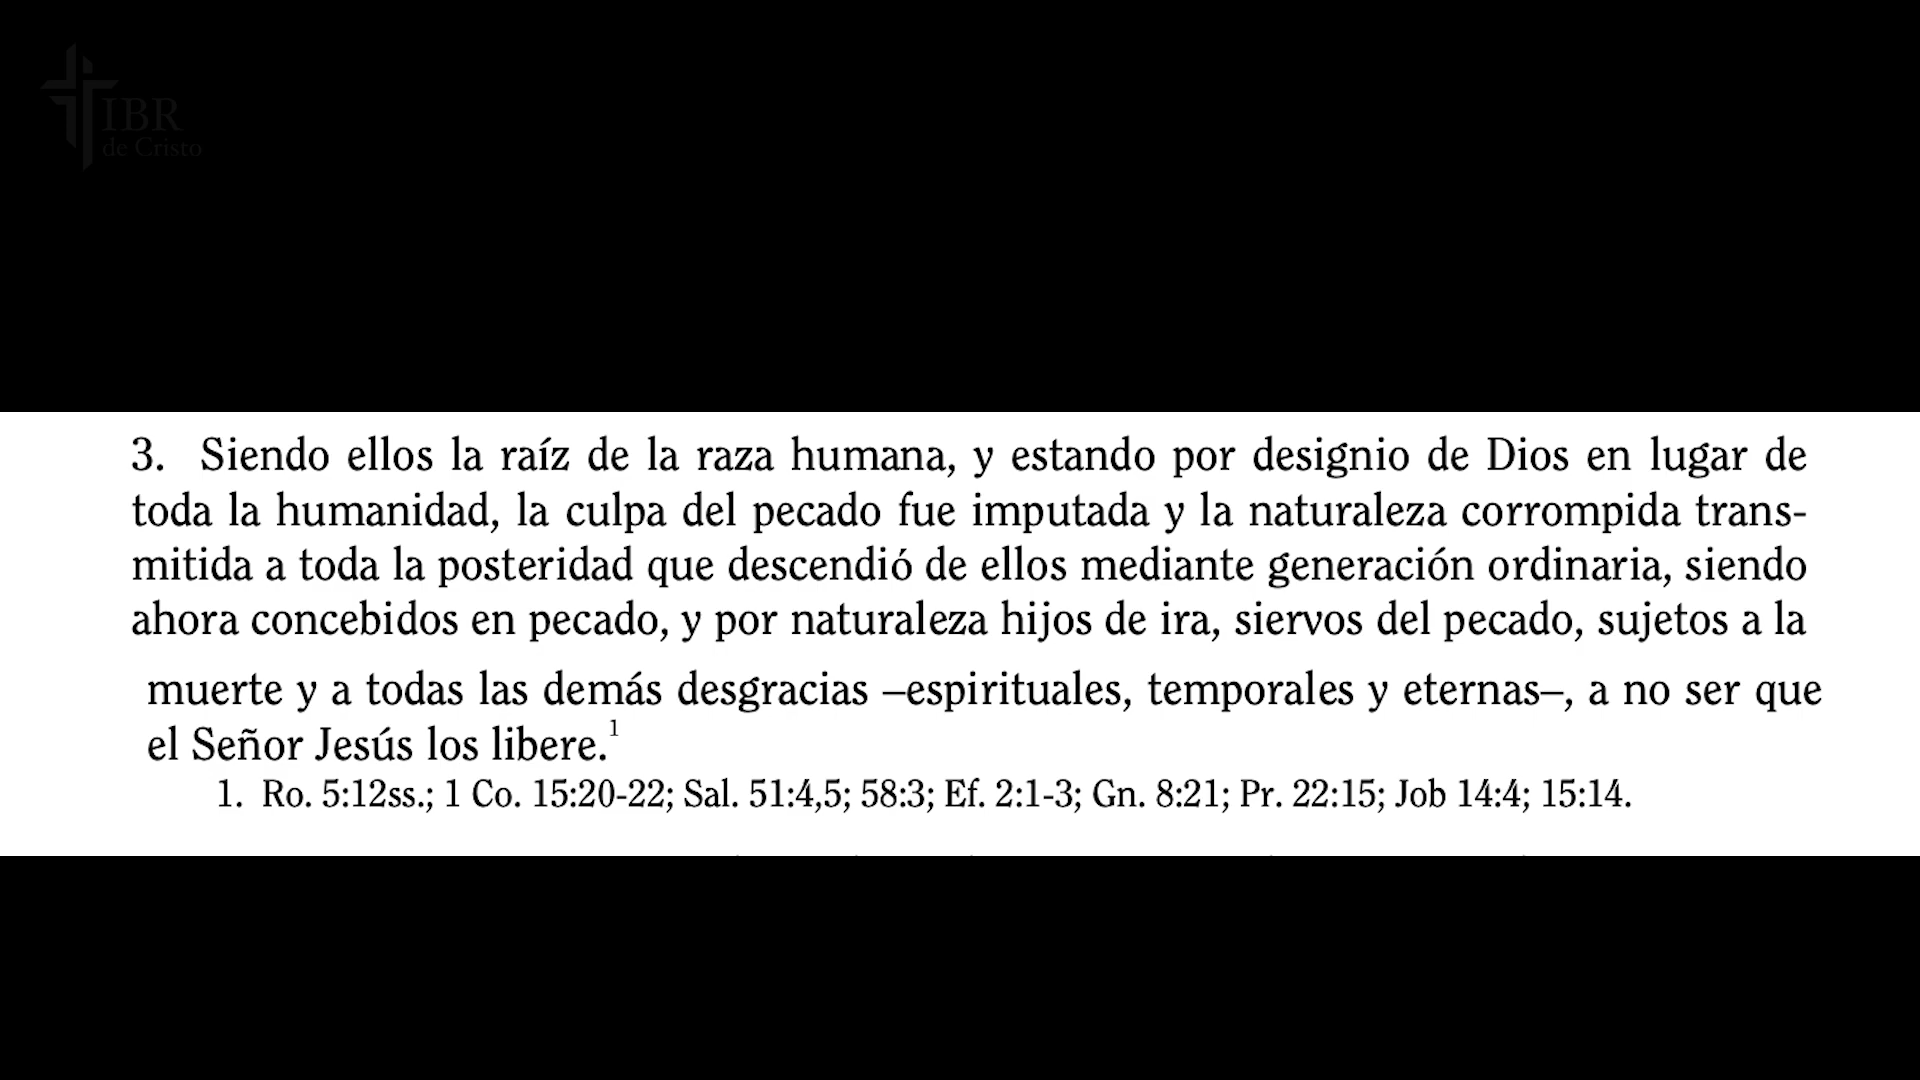 IBR
de Cristo
3. Siendo ellos la raíz de la raza humana, y estando por designio de Dios en lugar de
toda la humanidad, la culpa del pecado fue imputada y la naturaleza corrompida trans-
mitida a toda la posteridad que descendió de ellos mediante generación ordinaria, siendo
ahora concebidos en pecado, y por naturaleza hijos de ira, siervos del pecado, sujetos a la
muerte y a todas las demás desgracias –espirituales, temporales y eternas–, a no ser que
el Señor Jesús los libere.1
1. Ro. 5:12ss.; 1 Co. 15:20-22; Sal. 51:4,5; 58:3; Ef. 2:1-3; Gn. 8:21; Pr. 22:15; Job 14:4; 15:14.